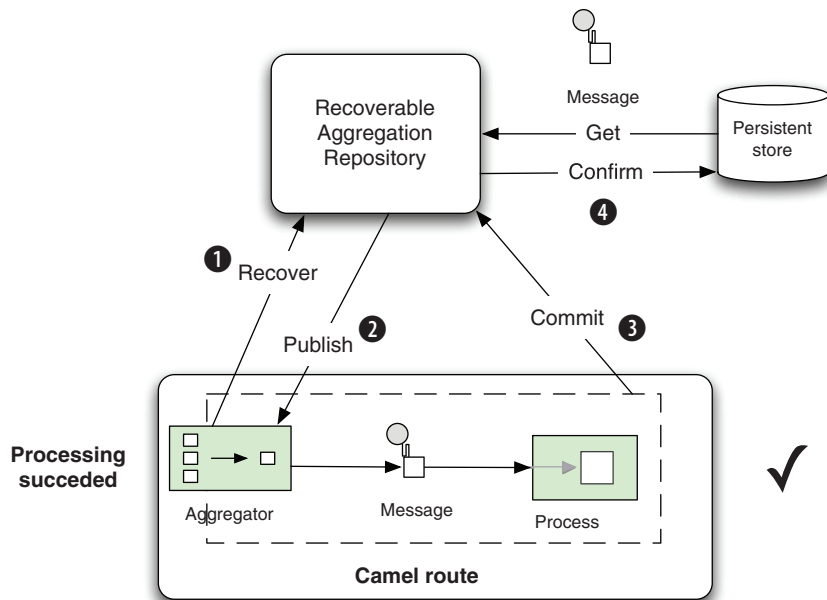 Message
Recoverable
Aggregation
Repository
Get
Persistent
store
Confirm
4
1
Recover
2
Publish
Commit
3
Processing
succeded
Aggregator
Message
Process
Camel route